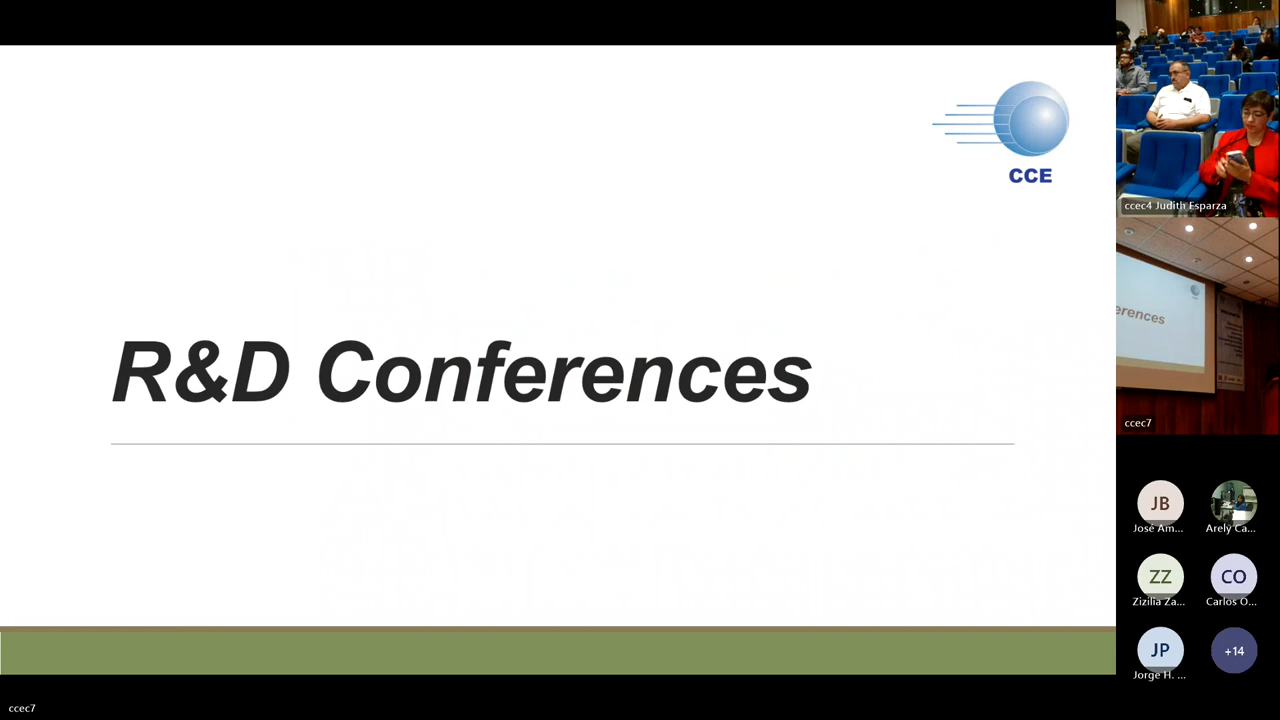 CCE
R&D Conferences
ccec4 Judith Esparza
erences
ccec7
JB
José Am...
Arely Ca...
ZZ
Zizilia Za...
CO
Carlos O...
JP
Jorge H. ...
+14
ccec7